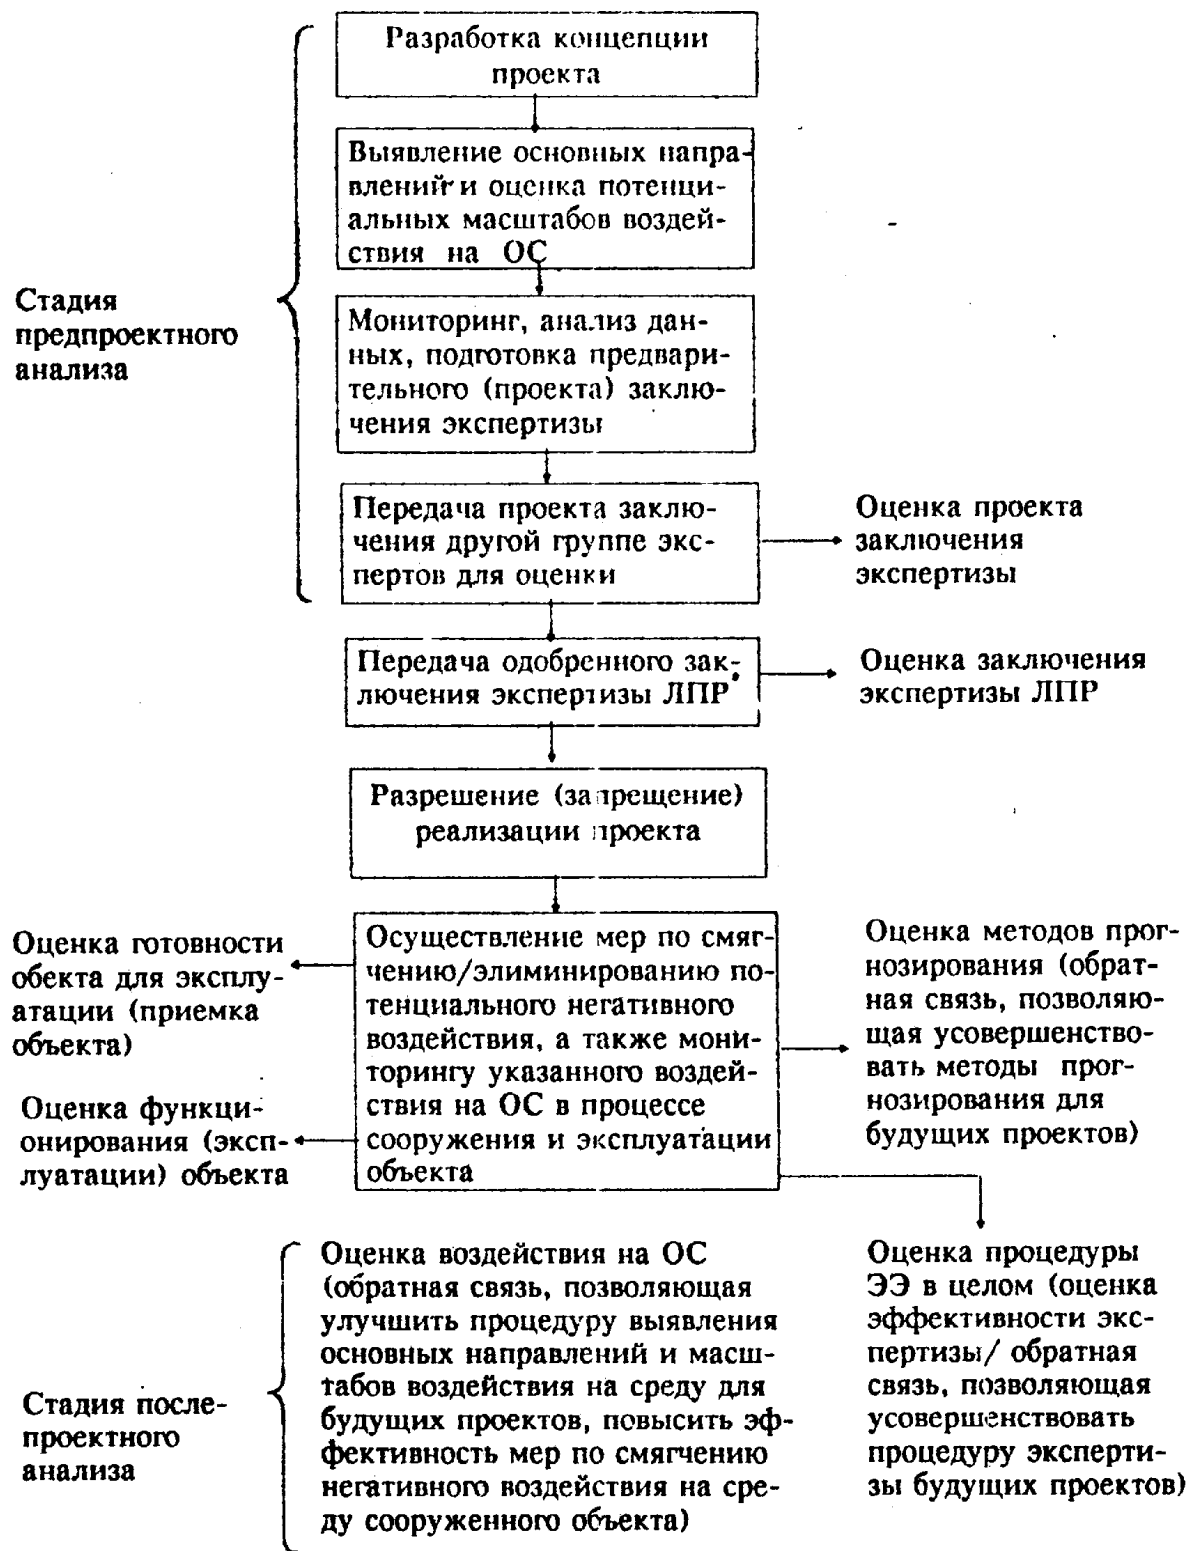 Разработка концепции
проекта
Выявление основных напра-
влений и оценка потенци-
альных масштабов воздей-
ствия на ОС
Стадия
предпроектного
анализа
Мониторинг, анализ дан-
ных, подготовка предвари-
тельного (проекта) заклю-
чения экспертизы
Передача проекта заклю-
чения другой группе экс-
пертов для оценки
Оценка проекта
заключения
экспертизы
Передача одобренного зак-
лючения экспертизы ЛПР*
Оценка заключения
экспертизы ЛПР
Разрешение (запрещение)
реализации проекта
Оценка готовности
обекта для эксплу-
атации (приемка
объекта)
Оценка функци-
онирования (эксп-
луатации) объекта
Осуществление мер по смяг-
чению/элиминированию по-
тенциального негативного
воздействия, а также мони-
торингу указанного воздей-
ствия на ОС в процессе
сооружения и эксплуатации
объекта
Оценка методов прог-
нозирования (обрат-
ная связь, позволяю-
щая усовершенство-
вать методы прог-
нозирования для
будущих проектов)
Стадия после-
проектного
анализа
Оценка воздействия на ОС
(обратная связь, позволяющая
улучшить процедуру выявления
основных направлений и масш-
табов воздействия на среду для
будущих проектов, повысить эф-
фективность мер по смягчению
негативного воздействия на сре-
ду сооруженного объекта)
Оценка процедуры
ЭЭ в целом (оценка
эффективности экс-
пертизы/ обратная
связь, позволяющая
усовершенствовать
процедуру эксперти-
зы будущих проектов)